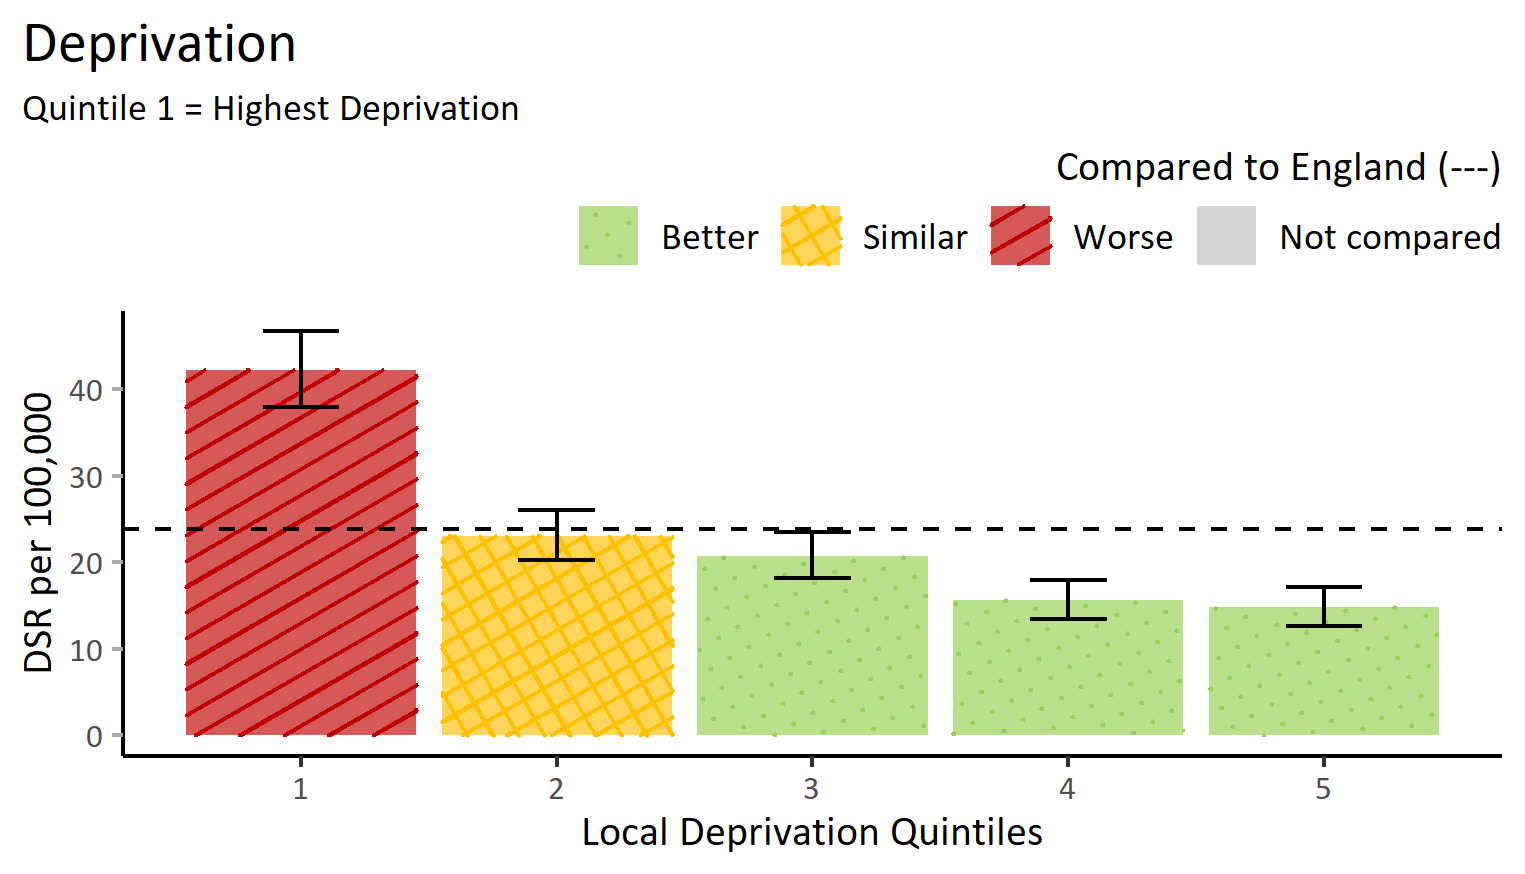 Deprivation
Quintile 1 = Highest Deprivation
Compared to England (---)
Better Similar Worse Not compared
DSR per 100,000
40
30
20
10
0
1 2 3 4 5
Local Deprivation Quintiles